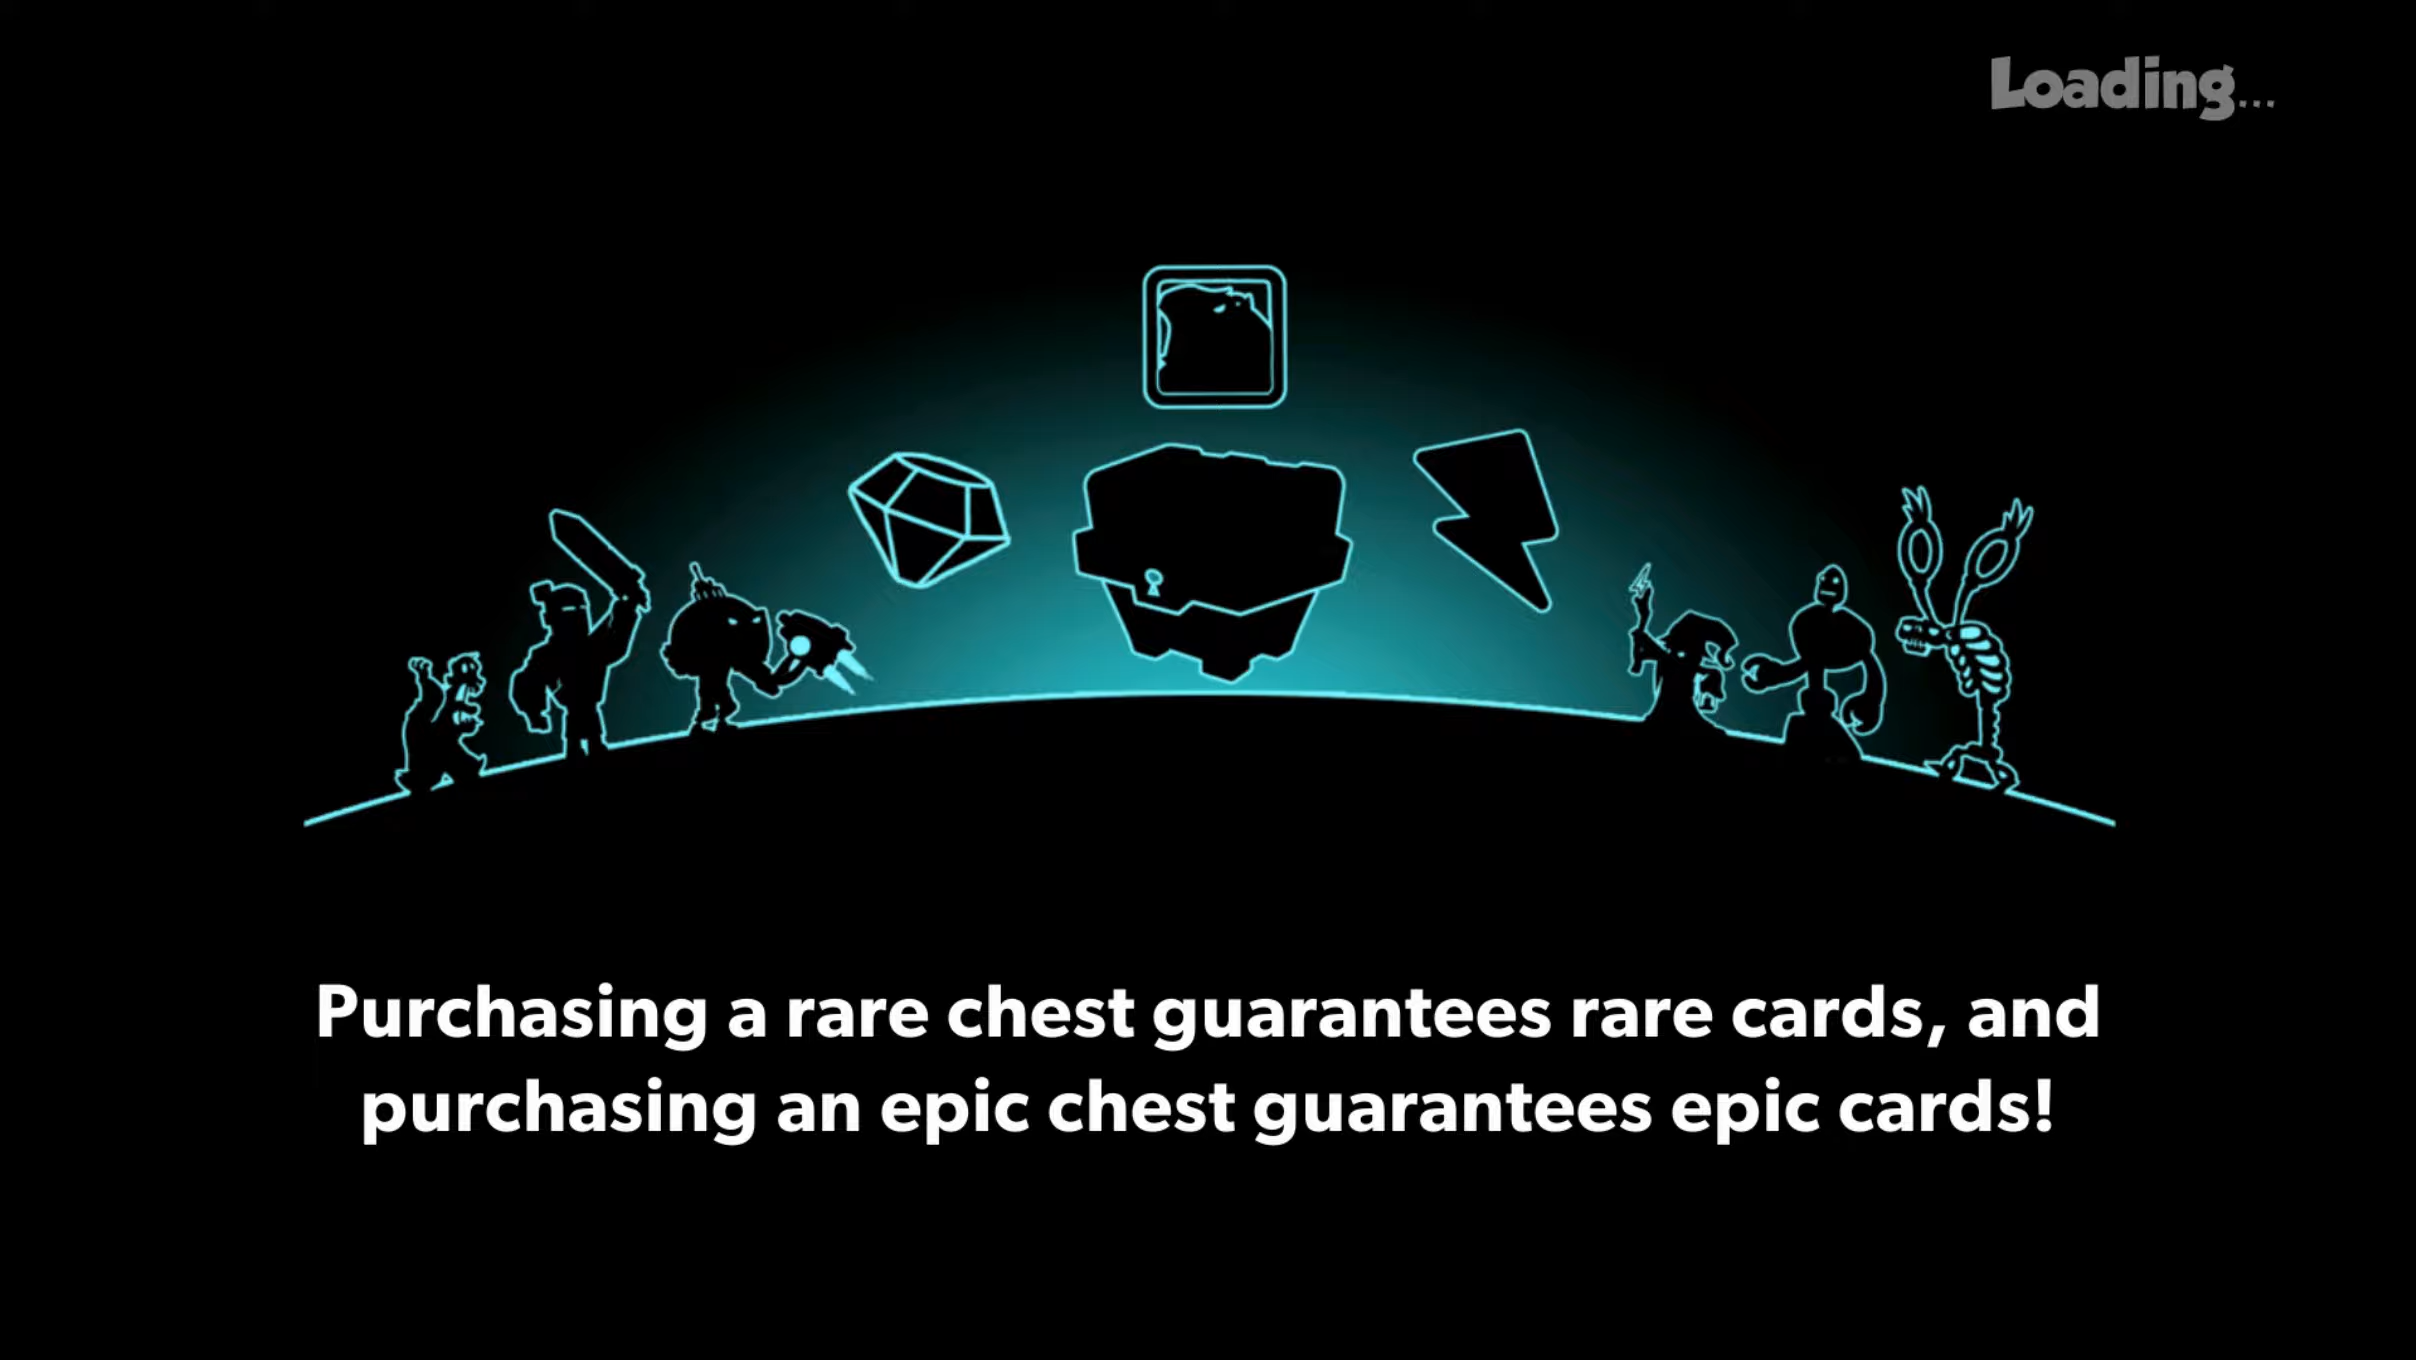 Loading...
Purchasing a rare chest guarantees rare cards, and
purchasing an epic chest guarantees epic cards!